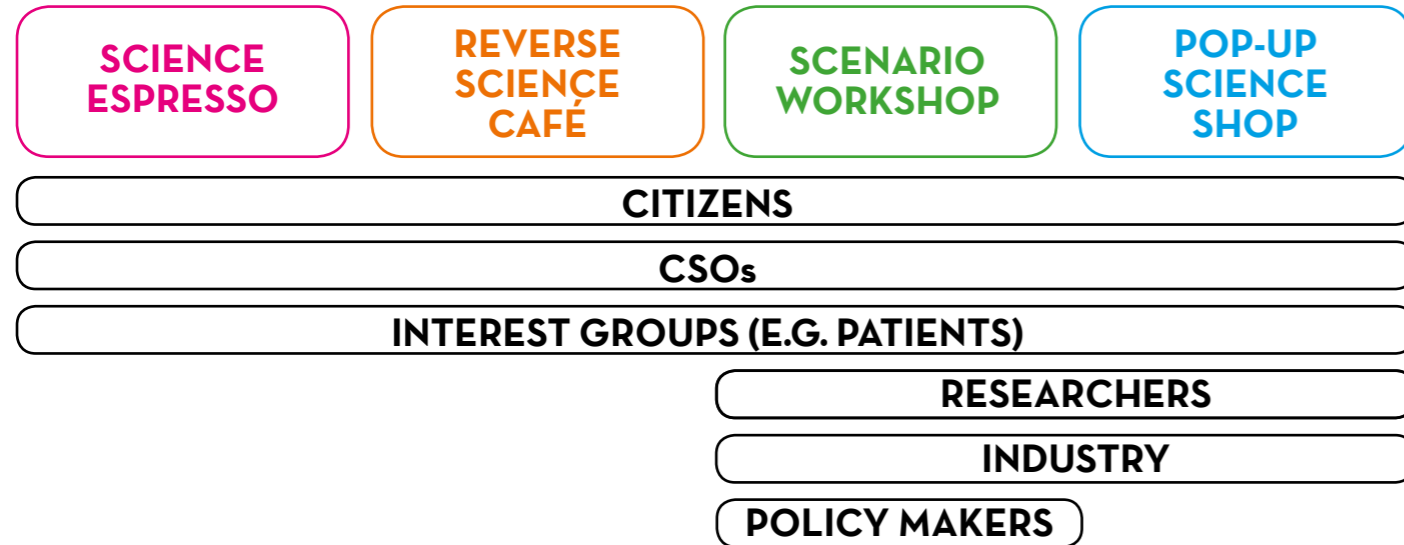 SCIENCE
ESPRESSO
REVERSE
SCIENCE
CAFÉ
SCENARIO
WORKSHOP
POP-UP
SCIENCE
SHOP
CITIZENS
CSOs
INTEREST GROUPS (E.G. PATIENTS)
RESEARCHERS
INDUSTRY
POLICY MAKERS